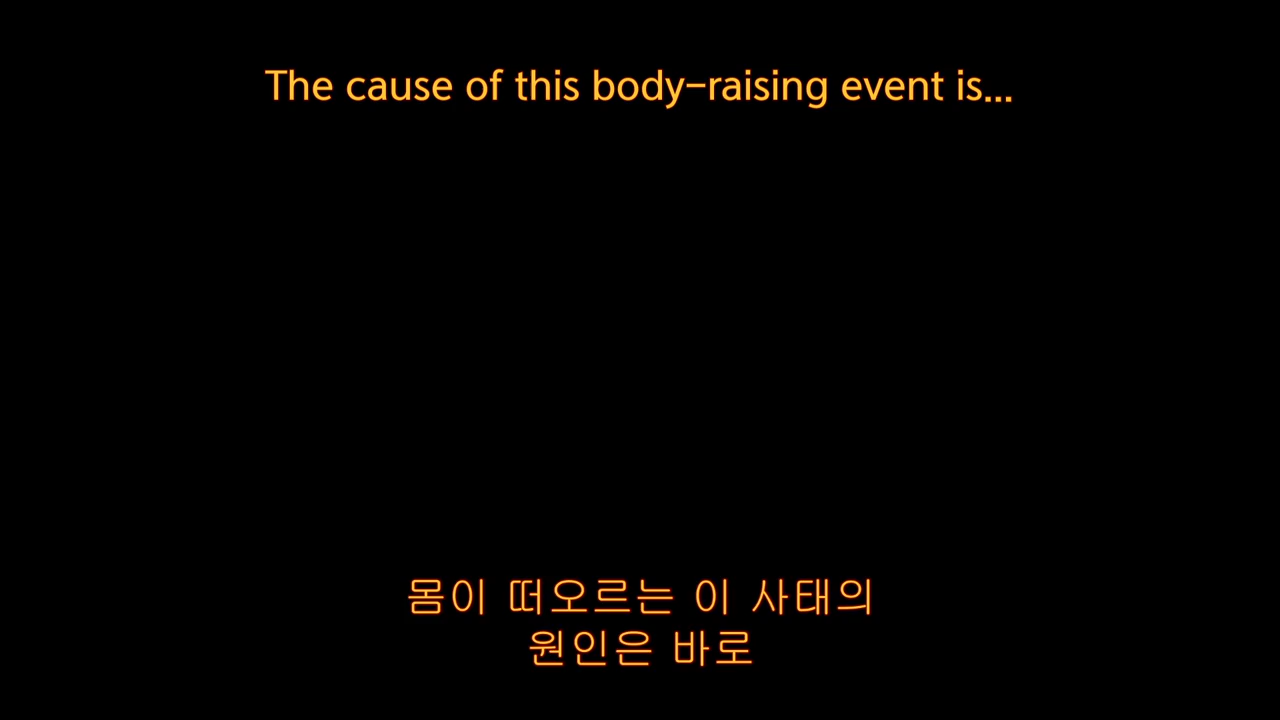 The cause of this body-raising event is...
몸이 떠오르는 이 사태의
원인은 바로